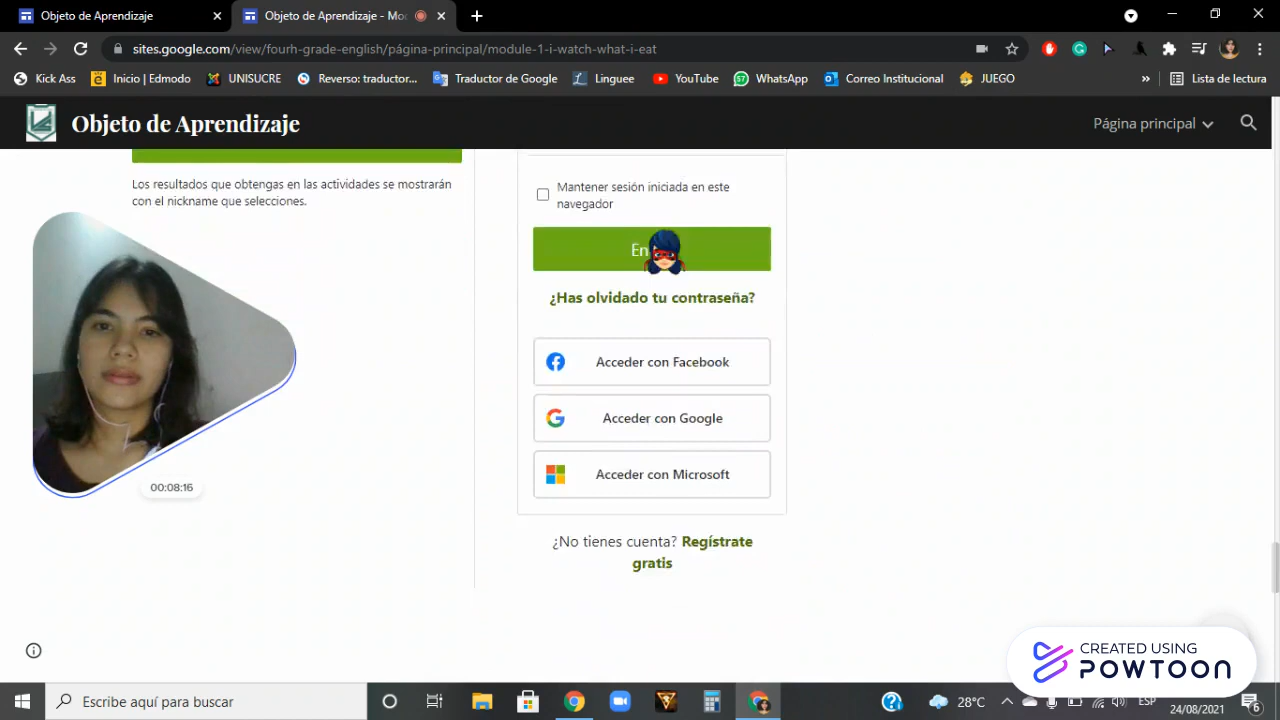 Objeto de Aprendizaje
Objeto de Aprendizaje - Mo
sites.google.com/view/fourh-grade-english/página-principal/module-1-i-watch-what-i-eat
Kick Ass
Inicio | Edmodo
UNISUCRE
Reverso: traductor...
Traductor de Google
Linguee
YouTube
WhatsApp
Correo Institucional
JUEGO
»
Lista de lectura
Objeto de Aprendizaje
Página principal
Los resultados que obtengas en las actividades se mostrarán
con el nickname que selecciones.
Mantener sesión iniciada en este
navegador
En
¿Has olvidado tu contraseña?
Acceder con Facebook
Acceder con Google
Acceder con Microsoft
¿No tienes cuenta? Regístrate
gratis
00:08:16
CREATED USING
POWTOON
Escribe aquí para buscar
28°C
ESP
24/08/2021
6